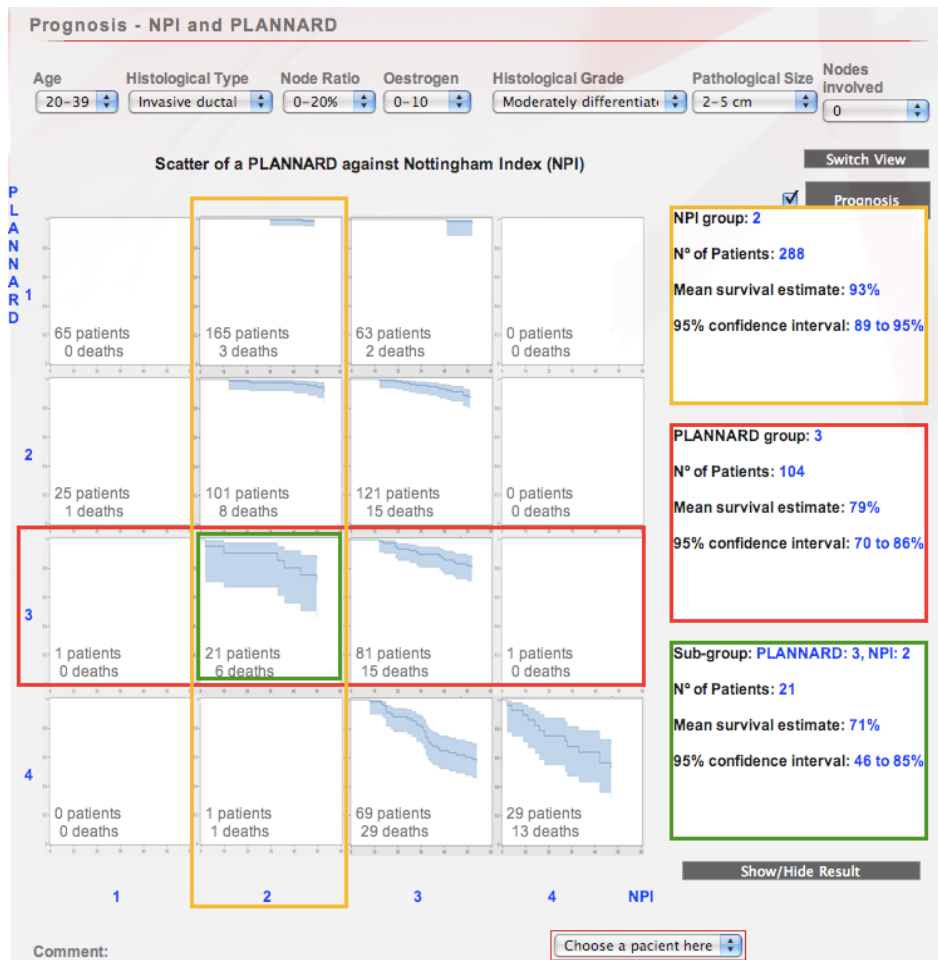 Prognosis - NPI and PLANNARD
Age Histological Type Node Ratio Oestrogen Histological Grade Pathological Size Nodes involved
20-39 Invasive ductal 0-20% 0-10 Moderately differentiat 2-5 cm 0
Scatter of a PLANNARD against Nottingham Index (NPI)
Switch View
Prognosis
PLANNARD
1
65 patients
0 deaths
165 patients
3 deaths
63 patients
2 deaths
0 patients
0 deaths
2
25 patients
1 deaths
101 patients
8 deaths
121 patients
15 deaths
0 patients
0 deaths
3
1 patients
0 deaths
21 patients
6 deaths
81 patients
15 deaths
1 patients
0 deaths
4
0 patients
0 deaths
1 patients
1 deaths
69 patients
29 deaths
29 patients
13 deaths
1 2 3 4 NPI
NPI group: 2
Nº of Patients: 288
Mean survival estimate: 93%
95% confidence interval: 89 to 95%
PLANNARD group: 3
Nº of Patients: 104
Mean survival estimate: 79%
95% confidence interval: 70 to 86%
Sub-group: PLANNARD: 3, NPI: 2
Nº of Patients: 21
Mean survival estimate: 71%
95% confidence interval: 46 to 85%
Show/Hide Result
Comment:
Choose a pacient here